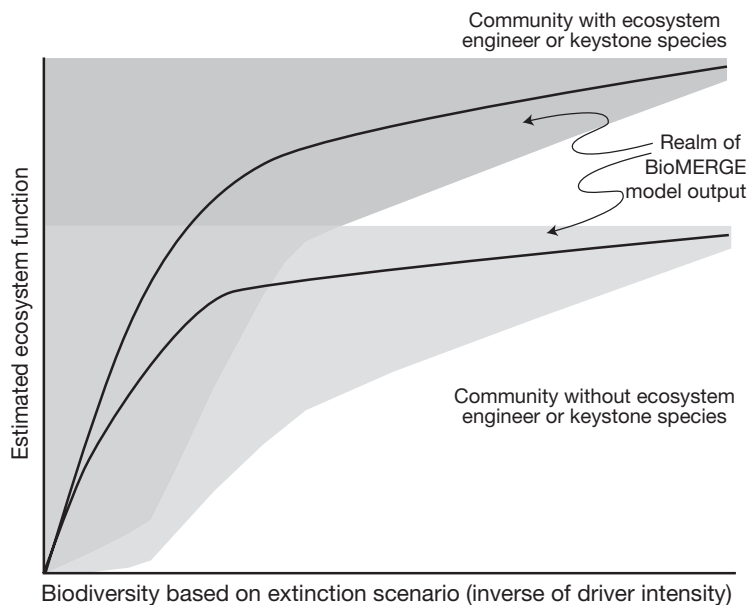 Community with ecosystem
engineer or keystone species
Realm of
BioMERGE
model output
Estimated ecosystem function
Community without ecosystem
engineer or keystone species
Biodiversity based on extinction scenario (inverse of driver intensity)